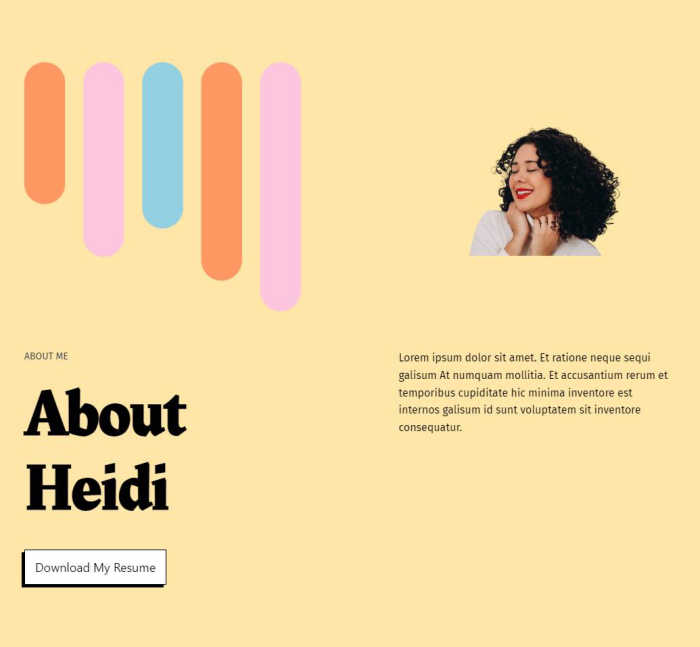 ABOUT ME
About
Heidi
Download My Resume
Lorem ipsum dolor sit amet. Et ratione neque sequi
galisum At numquam mollitia. Et accusantium rerum et
temporibus cupiditate hic minima inventore est
internos galisum id sunt voluptatem sit inventore
consequatur.